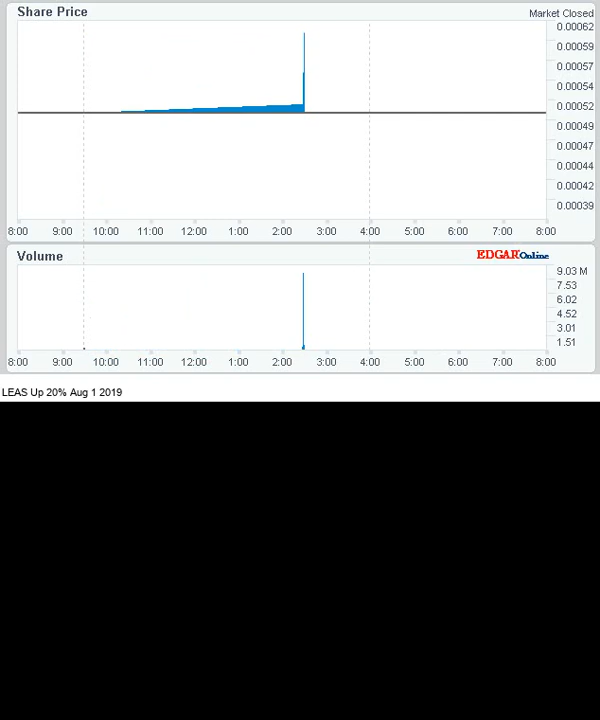 Share Price
Market Closed
0.00062
0.00059
0.00057
0.00054
0.00052
0.00049
0.00047
0.00044
0.00042
0.00039
8:00 9:00 10:00 11:00 12:00 1:00 2:00 3:00 4:00 5:00 6:00 7:00 8:00
Volume
EDGAROnline
9.03 M
7.53
6.02
4.52
3.01
1.51
8:00 9:00 10:00 11:00 12:00 1:00 2:00 3:00 4:00 5:00 6:00 7:00 8:00
LEAS Up 20% Aug 1 2019